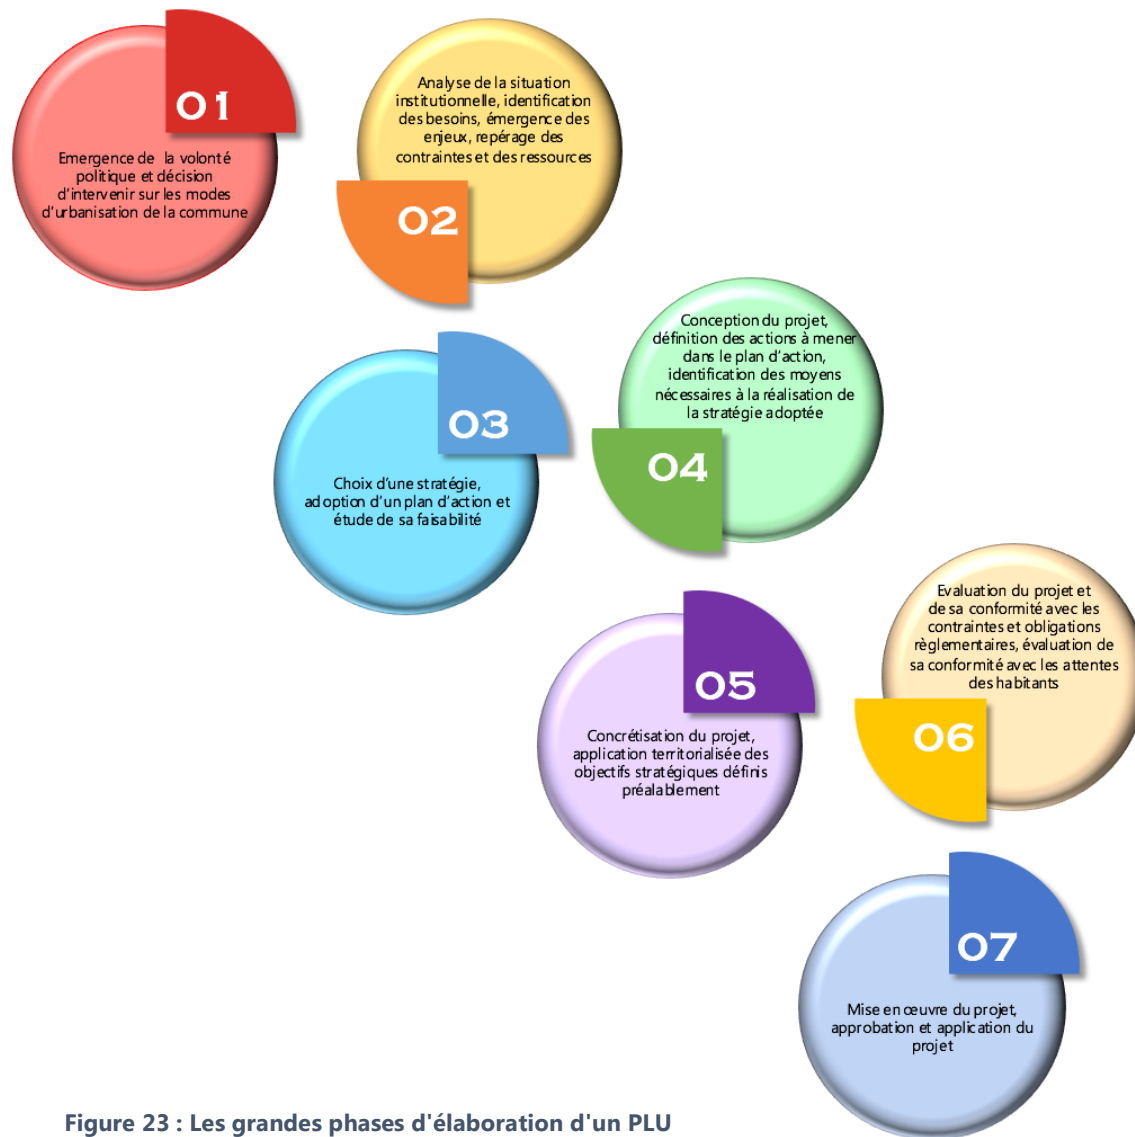 01
Emergence de la volonté
politique et décision
d'intervenir sur les modes
d'urbanisation de la commune
Analyse de la situation
institutionnelle, identification
des besoins, émergence des
enjeux, repérage des
contraintes et des ressources
02
03
Choix d'une stratégie,
adoption d'un plan d'action et
étude de sa faisabilité
Conception du projet,
définition des actions à mener
dans le plan d'action,
identification des moyens
nécessaires à la réalisation de
la stratégie adoptée
04
05
Concrétisation du projet,
application territorialisée des
objectifs stratégiques définis
préalablement
Evaluation du projet et
de sa conformité avec les
contraintes et obligations
règlementaires, évaluation de
sa conformité avec les attentes
des habitants
06
07
Mise en œuvre du projet,
approbation et application du
projet
Figure 23 : Les grandes phases d'élaboration d'un PLU